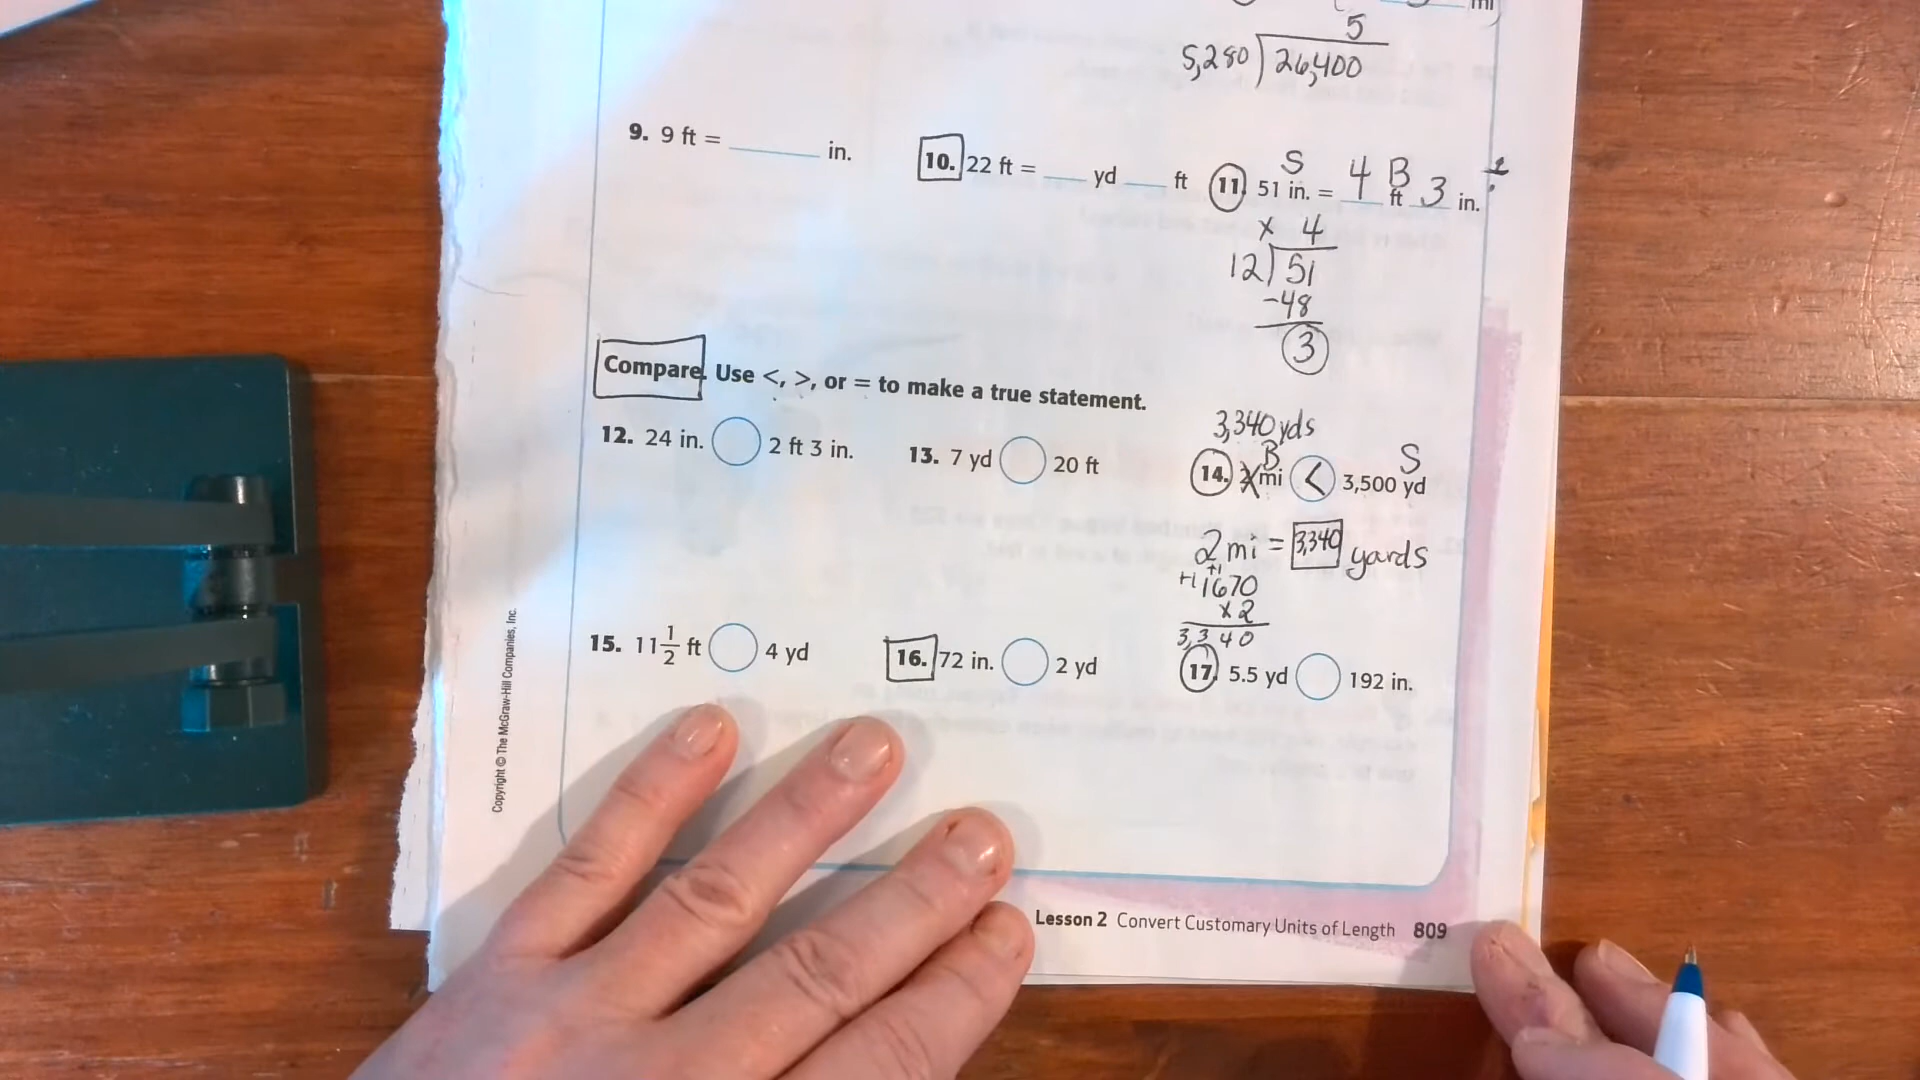 mi
5
5,280 26,400
9. 9 ft = ______ in.
10. 22 ft = ___ yd ___ ft
S B ÷
11. 51 in. = 4 ft 3 in.
x 4
12 51
-48
3
Compare. Use <, >, or = to make a true statement.
3,340 yds
B S
12. 24 in. 2 ft 3 in.
13. 7 yd 20 ft
14. 2 mi < 3,500 yd
2 mi = 3,340 yards
+1
+1 1670
x 2
3,340
15. 11 1/2 ft 4 yd
16. 72 in. 2 yd
17. 5.5 yd 192 in.
Copyright © The McGraw-Hill Companies, Inc.
Lesson 2 Convert Customary Units of Length 809